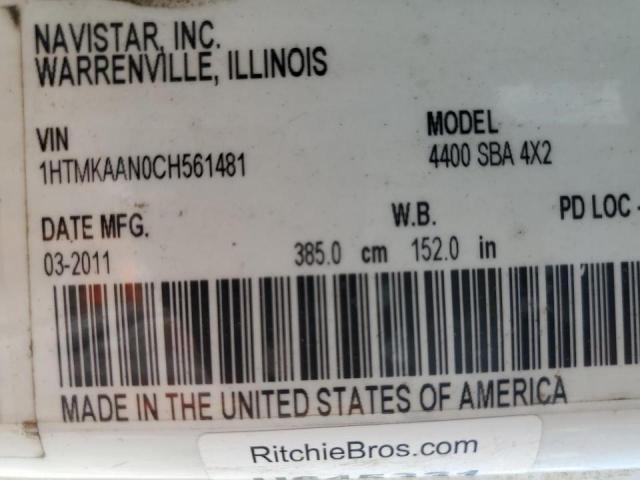 NAVISTAR, INC.
WARRENVILLE, ILLINOIS
VIN MODEL
1HTMKAAN0CH561481 4400 SBA 4X2
DATE MFG. W.B. PD LOC -
03-2011 385.0 cm 152.0 in
MADE IN THE UNITED STATES OF AMERICA
RitchieBros.com